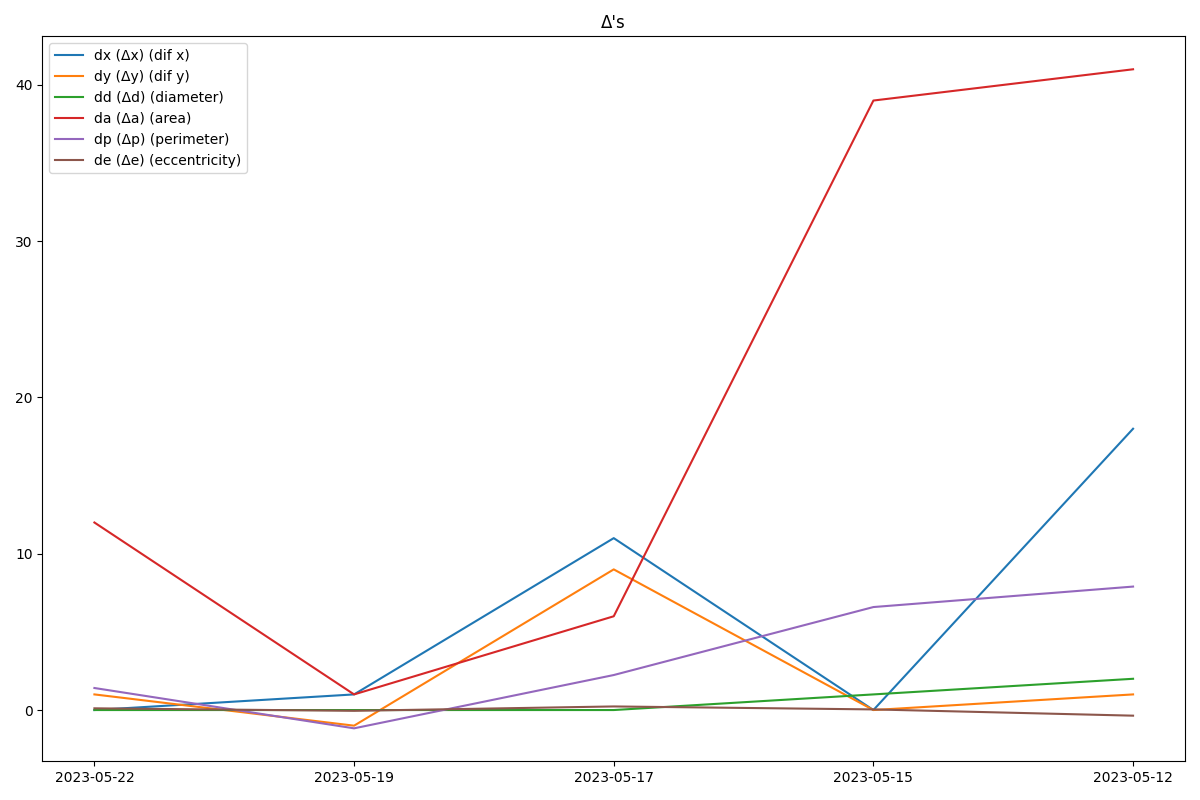 Δ's
dx (Δx) (dif x)
dy (Δy) (dif y)
dd (Δd) (diameter)
da (Δa) (area)
dp (Δp) (perimeter)
de (Δe) (eccentricity)
40
30
20
10
0
2023-05-22 2023-05-19 2023-05-17 2023-05-15 2023-05-12